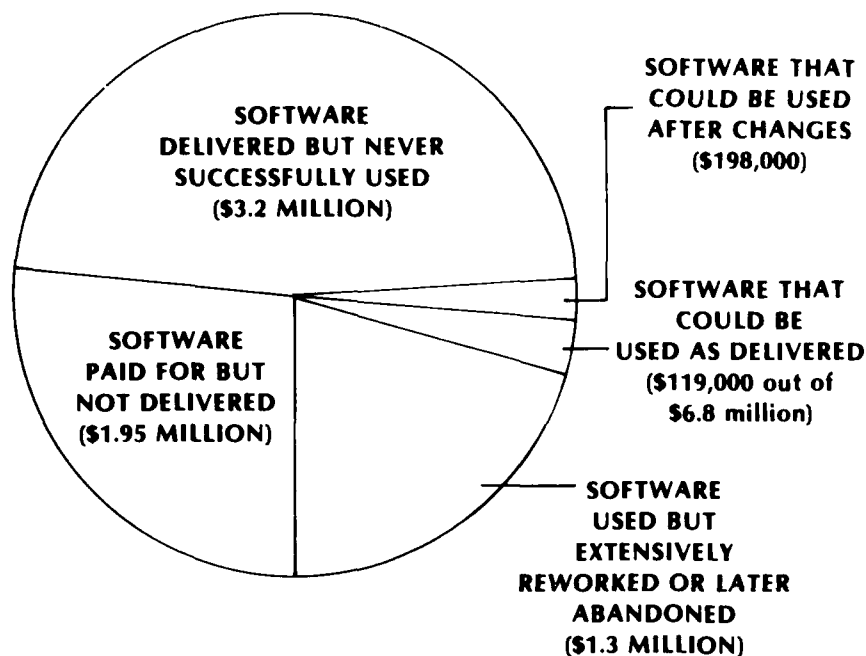 SOFTWARE
DELIVERED BUT NEVER
SUCCESSFULLY USED
($3.2 MILLION)
SOFTWARE THAT
COULD BE USED
AFTER CHANGES
($198,000)
SOFTWARE THAT
COULD BE
USED AS DELIVERED
($119,000 out of
$6.8 million)
SOFTWARE
PAID FOR BUT
NOT DELIVERED
($1.95 MILLION)
SOFTWARE
USED BUT
EXTENSIVELY
REWORKED OR LATER
ABANDONED
($1.3 MILLION)